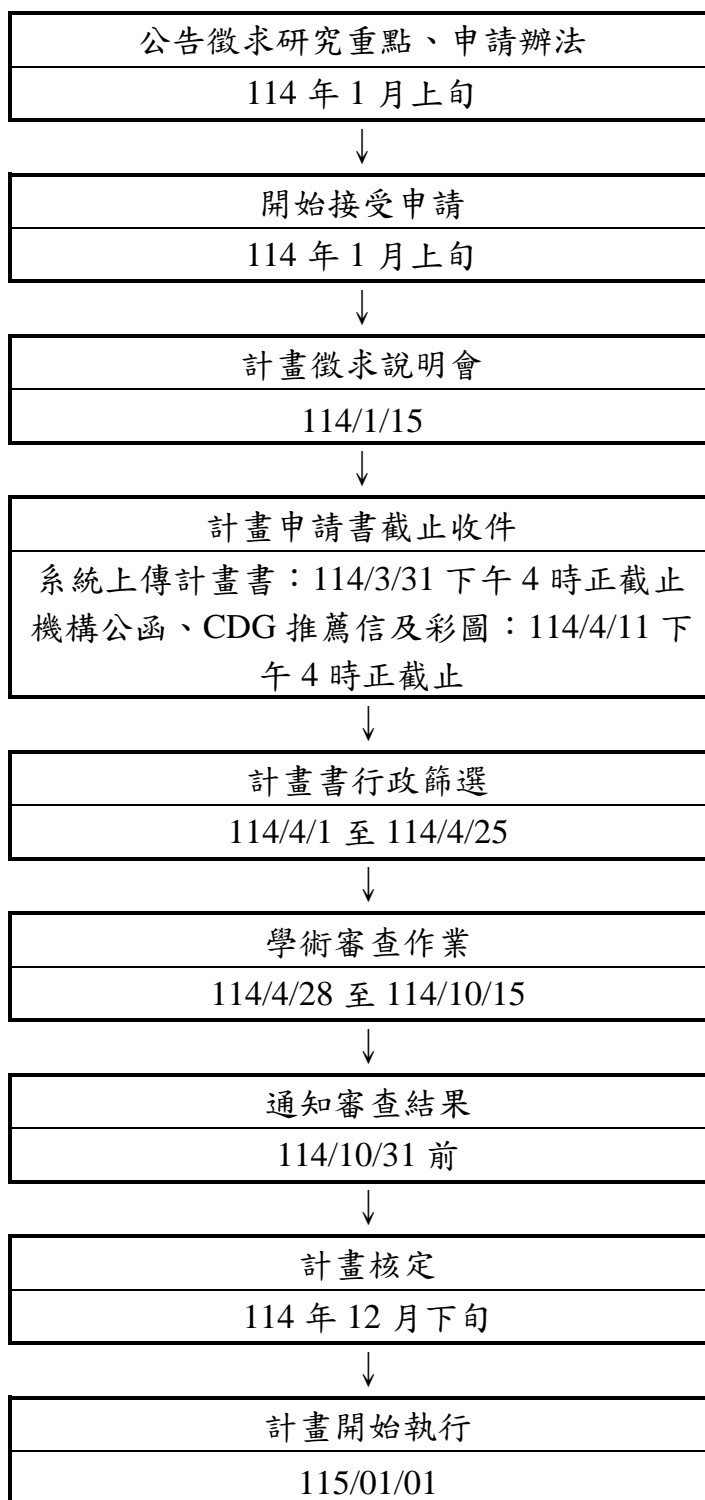 公告徵求研究重點、申請辦法
114 年 1 月上旬
↓
開始接受申請
114 年 1 月上旬
↓
計畫徵求說明會
114/1/15
↓
計畫申請書截止收件
系統上傳計畫書：114/3/31 下午 4 時正截止
機構公函、CDG 推薦信及彩圖：114/4/11 下
午 4 時正截止
↓
計畫書行政篩選
114/4/1 至 114/4/25
↓
學術審查作業
114/4/28 至 114/10/15
↓
通知審查結果
114/10/31 前
↓
計畫核定
114 年 12 月下旬
↓
計畫開始執行
115/01/01